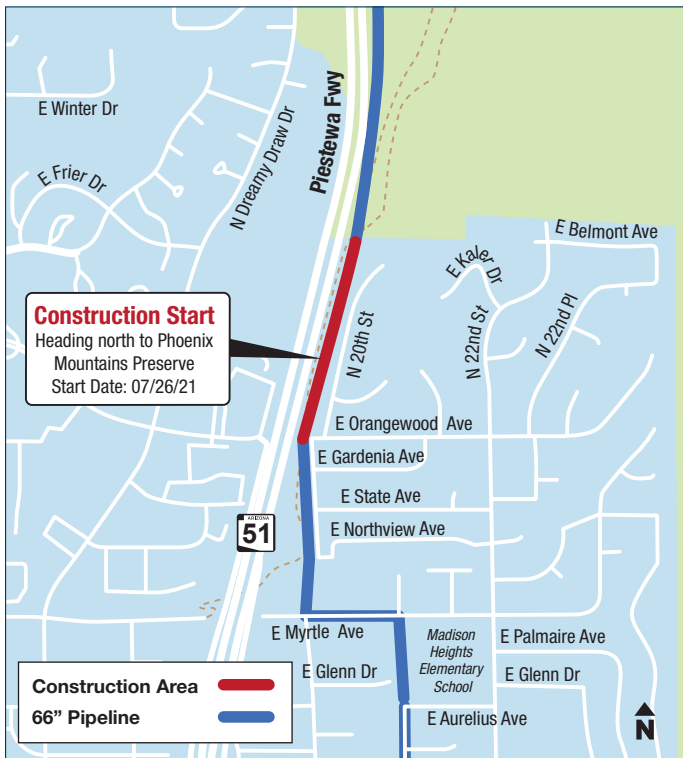 E Winter Dr
E Frier Dr
N Dreamy Draw Dr
Piestewa Fwy
E Belmont Ave
E Kaler Dr
N 22nd St
N 22nd Pl
Construction Start
Heading north to Phoenix
Mountains Preserve
Start Date: 07/26/21
N 20th St
E Orangewood Ave
E Gardenia Ave
E State Ave
ARIZONA
51
E Northview Ave
E Myrtle Ave
Madison
Heights
Elementary
School
E Palmaire Ave
E Glenn Dr
E Glenn Dr
E Aurelius Ave
Construction Area
66” Pipeline
N